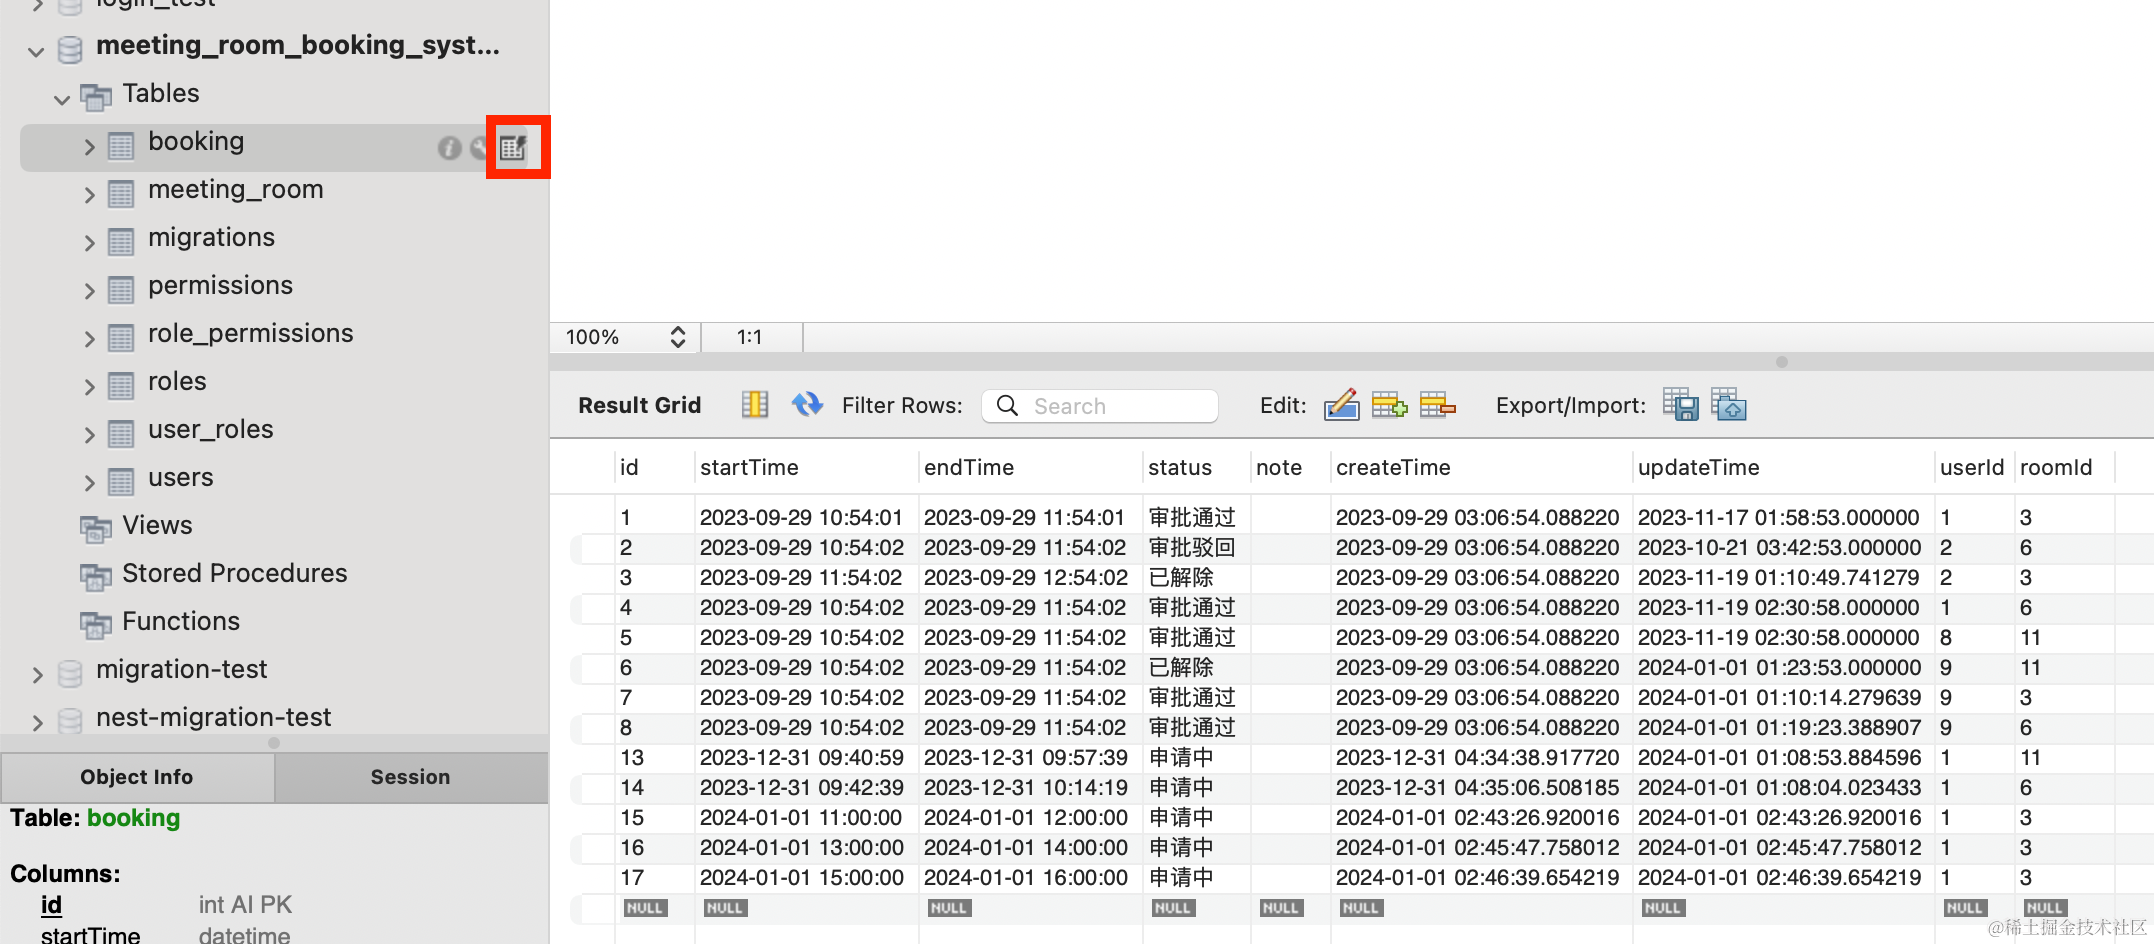 login_test
meeting_room_booking_syst...
Tables
booking
meeting_room
migrations
permissions
role_permissions
roles
user_roles
users
Views
Stored Procedures
Functions
migration-test
nest-migration-test
Object Info Session
Table: booking
Columns:
id int AI PK
startTime datetime
100% 1:1
Result Grid Filter Rows: Search Edit: Export/Import:
id startTime endTime status note createTime updateTime userId roomId
1 2023-09-29 10:54:01 2023-09-29 11:54:01 审批通过 2023-09-29 03:06:54.088220 2023-11-17 01:58:53.000000 1 3
2 2023-09-29 10:54:02 2023-09-29 11:54:02 审批驳回 2023-09-29 03:06:54.088220 2023-10-21 03:42:53.000000 2 6
3 2023-09-29 11:54:02 2023-09-29 12:54:02 已解除 2023-09-29 03:06:54.088220 2023-11-19 01:10:49.741279 2 3
4 2023-09-29 10:54:02 2023-09-29 11:54:02 审批通过 2023-09-29 03:06:54.088220 2023-11-19 02:30:58.000000 1 6
5 2023-09-29 10:54:02 2023-09-29 11:54:02 审批通过 2023-09-29 03:06:54.088220 2023-11-19 02:30:58.000000 8 11
6 2023-09-29 10:54:02 2023-09-29 11:54:02 已解除 2023-09-29 03:06:54.088220 2024-01-01 01:23:53.000000 9 11
7 2023-09-29 10:54:02 2023-09-29 11:54:02 审批通过 2023-09-29 03:06:54.088220 2024-01-01 01:10:14.279639 9 3
8 2023-09-29 10:54:02 2023-09-29 11:54:02 审批通过 2023-09-29 03:06:54.088220 2024-01-01 01:19:23.388907 9 6
13 2023-12-31 09:40:59 2023-12-31 09:57:39 申请中 2023-12-31 04:34:38.917720 2024-01-01 01:08:53.884596 1 11
14 2023-12-31 09:42:39 2023-12-31 10:14:19 申请中 2023-12-31 04:35:06.508185 2024-01-01 01:08:04.023433 1 6
15 2024-01-01 11:00:00 2024-01-01 12:00:00 申请中 2024-01-01 02:43:26.920016 2024-01-01 02:43:26.920016 1 3
16 2024-01-01 13:00:00 2024-01-01 14:00:00 申请中 2024-01-01 02:45:47.758012 2024-01-01 02:45:47.758012 1 3
17 2024-01-01 15:00:00 2024-01-01 16:00:00 申请中 2024-01-01 02:46:39.654219 2024-01-01 02:46:39.654219 1 3
NULL NULL NULL NULL NULL NULL NULL NULL NULL
@稀土掘金技术社区